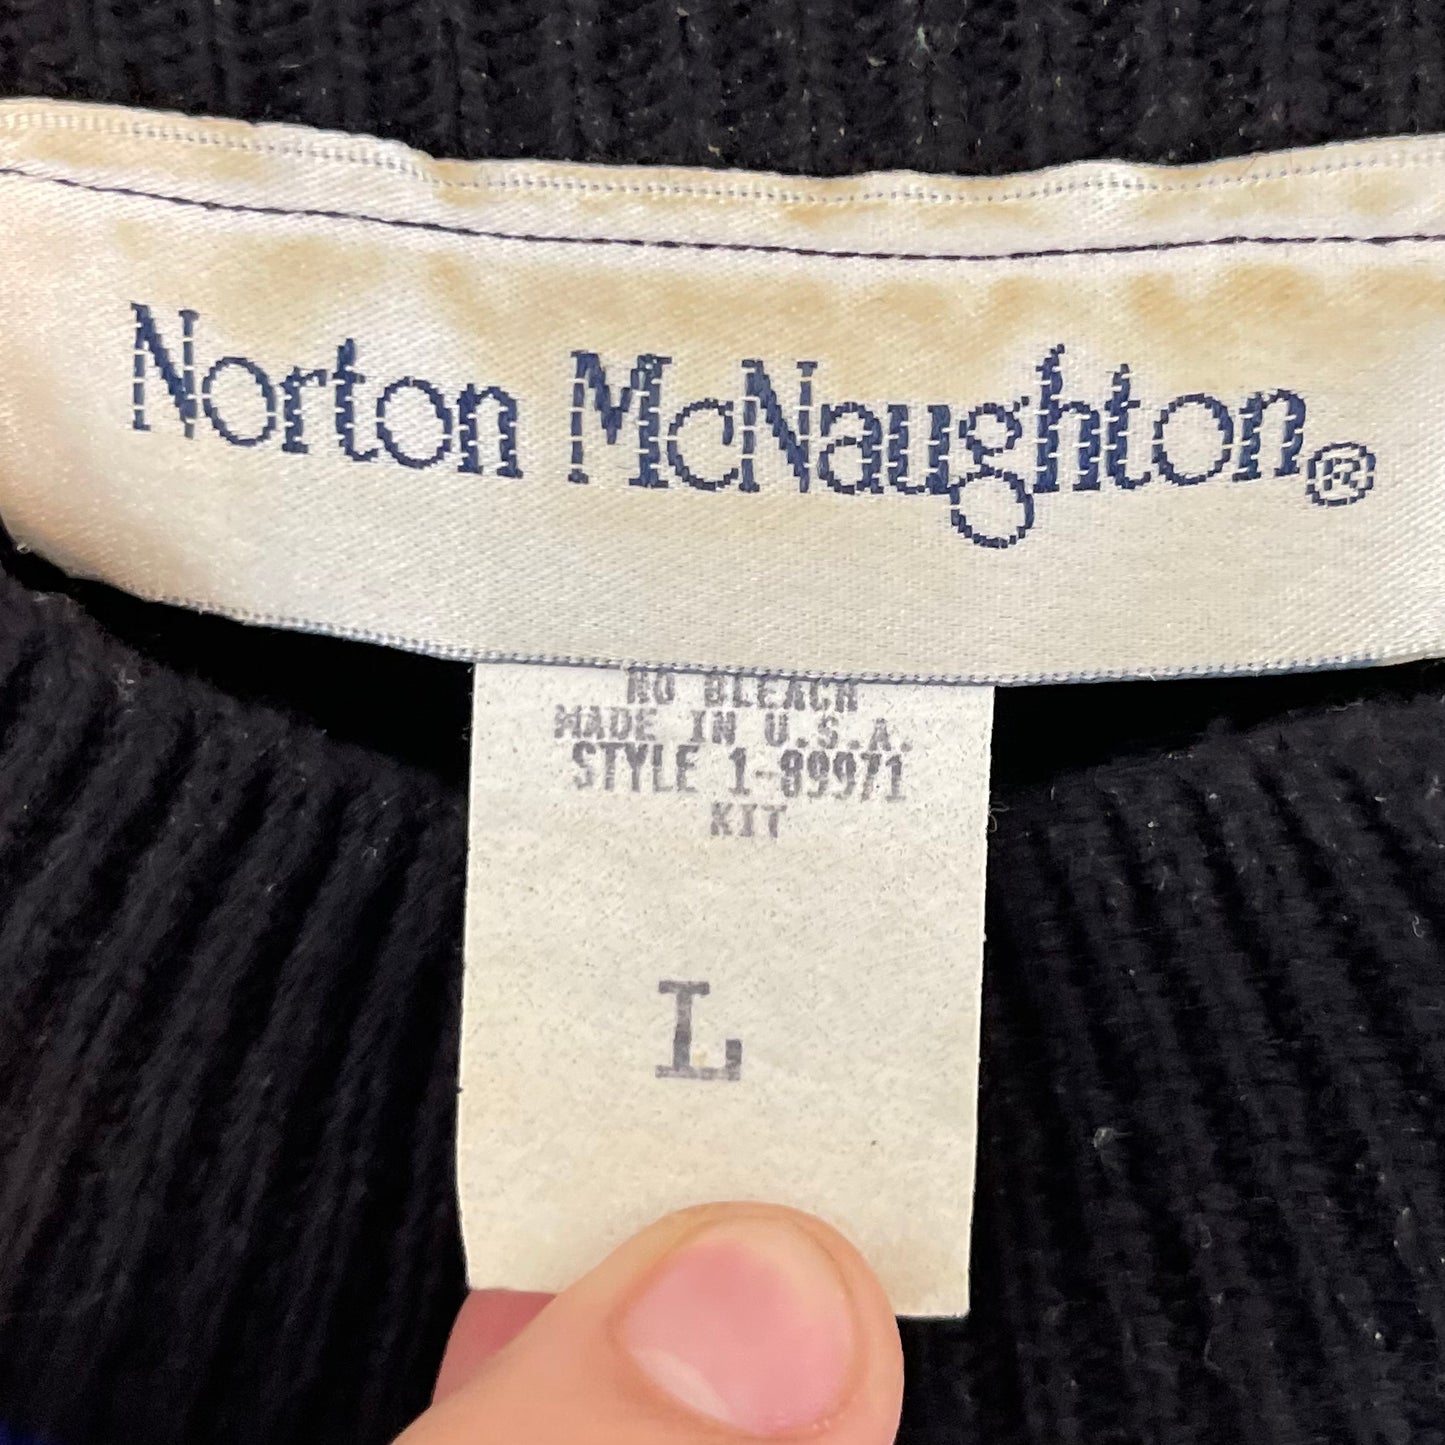 Norton McNaughton®
NO BLEACH
MADE IN U.S.A.
STYLE 1-89971
KIT
L